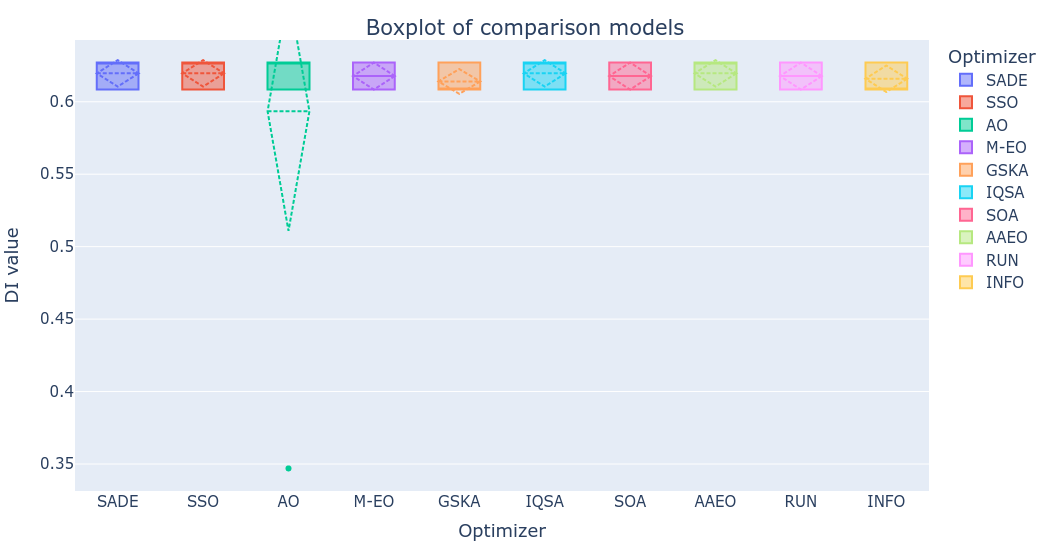 Boxplot of comparison models
Optimizer
SADE
SSO
AO
M-EO
GSKA
IQSA
SOA
AAEO
RUN
INFO
DI value
0.6
0.55
0.5
0.45
0.4
0.35
SADE SSO AO M-EO GSKA IQSA SOA AAEO RUN INFO
Optimizer